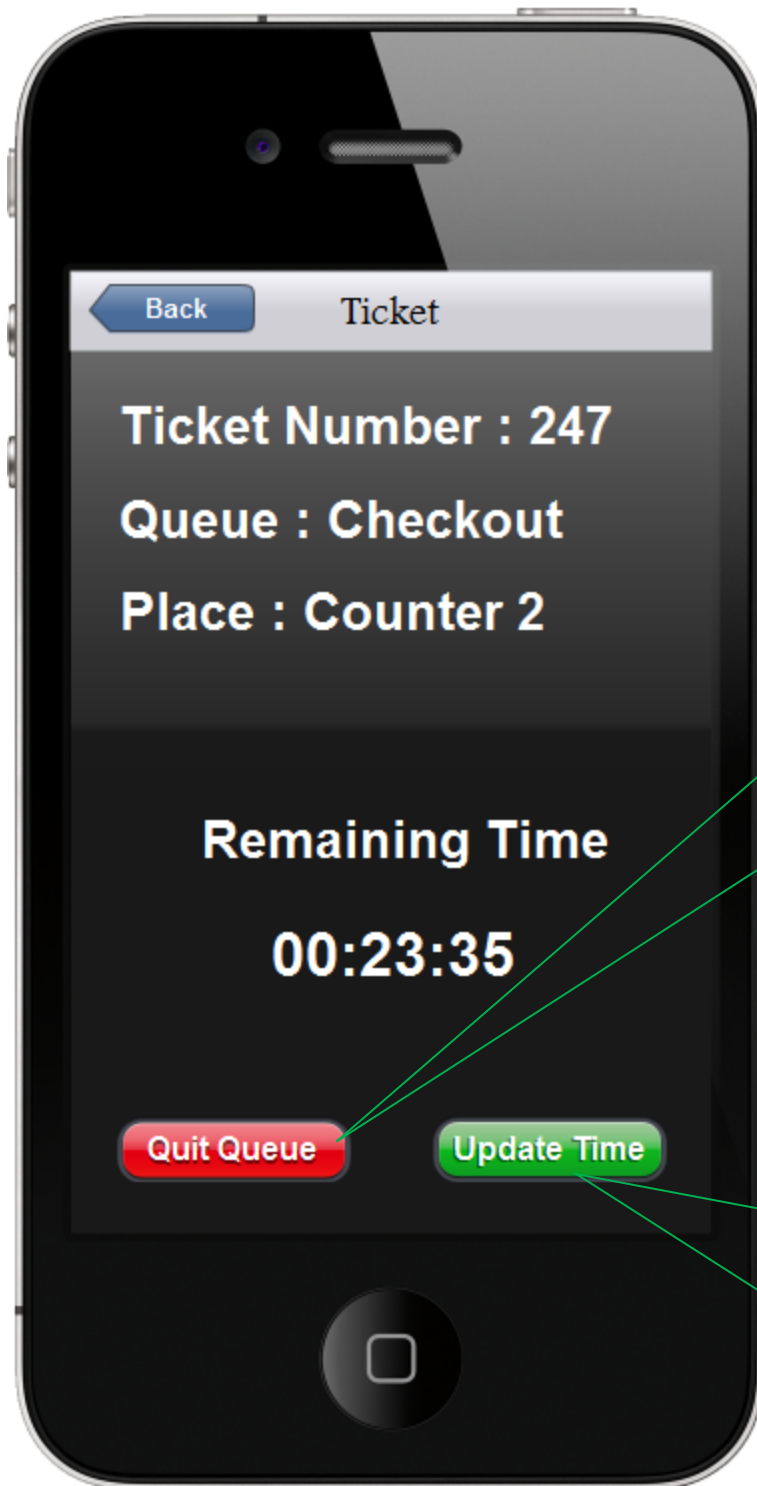 Back
Ticket
Ticket Number : 247
Queue : Checkout
Place : Counter 2
Remaining Time
00:23:35
Quit Queue
Update Time